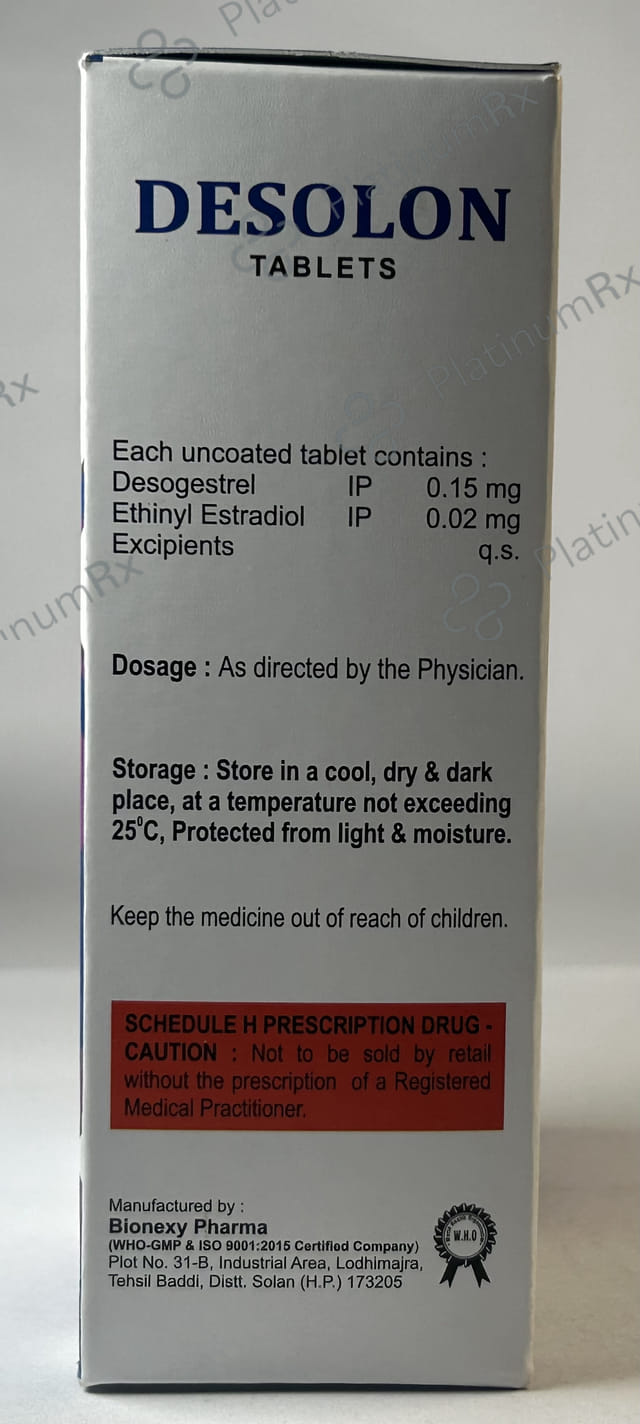 PlatinumRx
DESOLON
TABLETS
PlatinumRx
Each uncoated tablet contains :
Desogestrel IP 0.15 mg
Ethinyl Estradiol IP 0.02 mg
Excipients q.s.
Dosage : As directed by the Physician.
Storage : Store in a cool, dry & dark
place, at a temperature not exceeding
25⁰C, Protected from light & moisture.
Keep the medicine out of reach of children.
SCHEDULE H PRESCRIPTION DRUG -
CAUTION : Not to be sold by retail
without the prescription of a Registered
Medical Practitioner.
Manufactured by :
Bionexy Pharma
(WHO-GMP & ISO 9001:2015 Certified Company)
Plot No. 31-B, Industrial Area, Lodhimajra,
Tehsil Baddi, Distt. Solan (H.P.) 173205
W.H.O